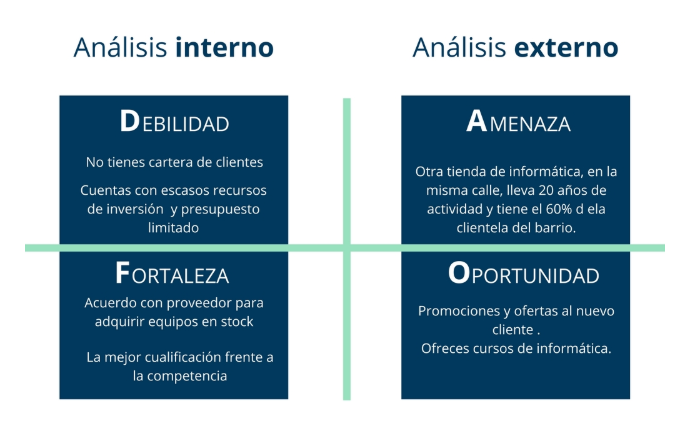 Análisis interno
Análisis externo
DEBILIDAD
No tienes cartera de clientes
Cuentas con escasos recursos
de inversión y presupuesto
limitado
AMENAZA
Otra tienda de informática, en la
misma calle, lleva 20 años de
actividad y tiene el 60% d ela
clientela del barrio.
FORTALEZA
Acuerdo con proveedor para
adquirir equipos en stock
La mejor cualificación frente a
la competencia
OPORTUNIDAD
Promociones y ofertas al nuevo
cliente .
Ofreces cursos de informática.